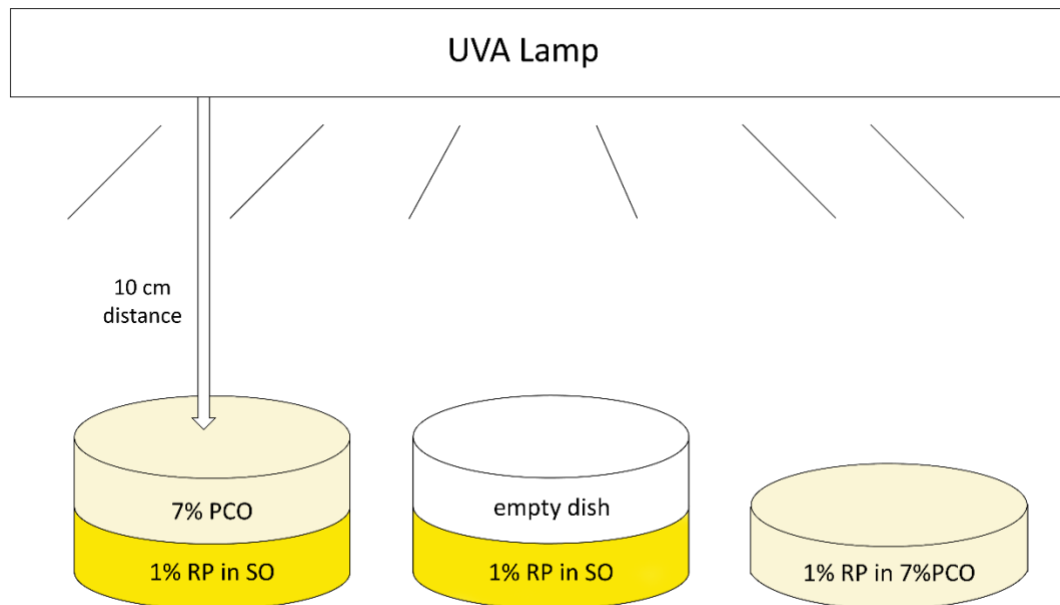 UVA Lamp
10 cm
distance
7% PCO
1% RP in SO
empty dish
1% RP in SO
1% RP in 7%PCO